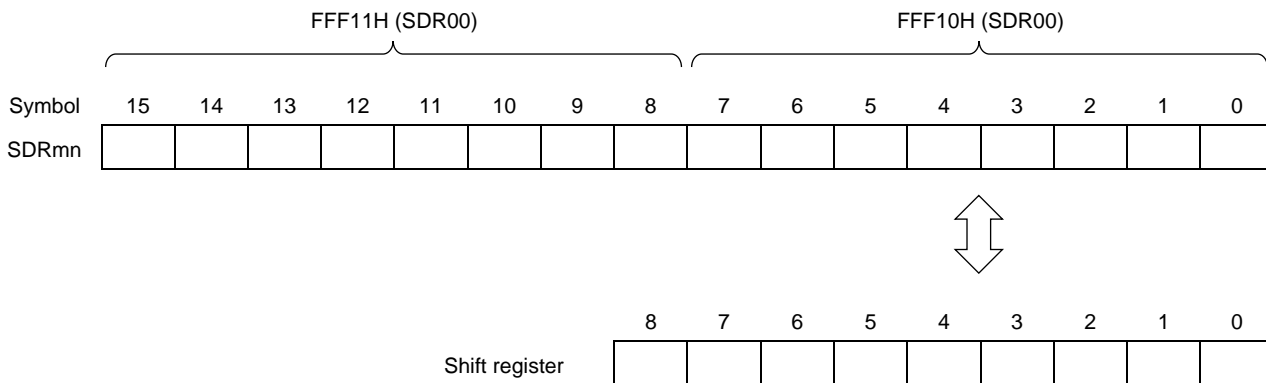 FFF11H (SDR00) FFF10H (SDR00)
Symbol 15 14 13 12 11 10 9 8 7 6 5 4 3 2 1 0
SDRmn
8 7 6 5 4 3 2 1 0
Shift register